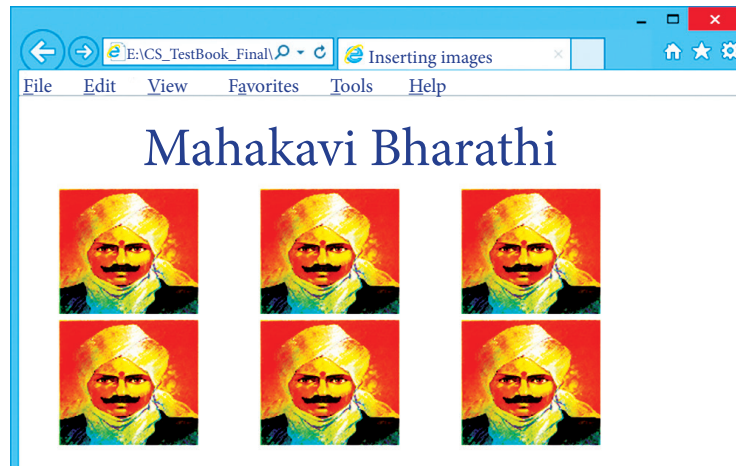 E:\CS_TestBook_Final\
Inserting images
File Edit View Favorites Tools Help
Mahakavi Bharathi